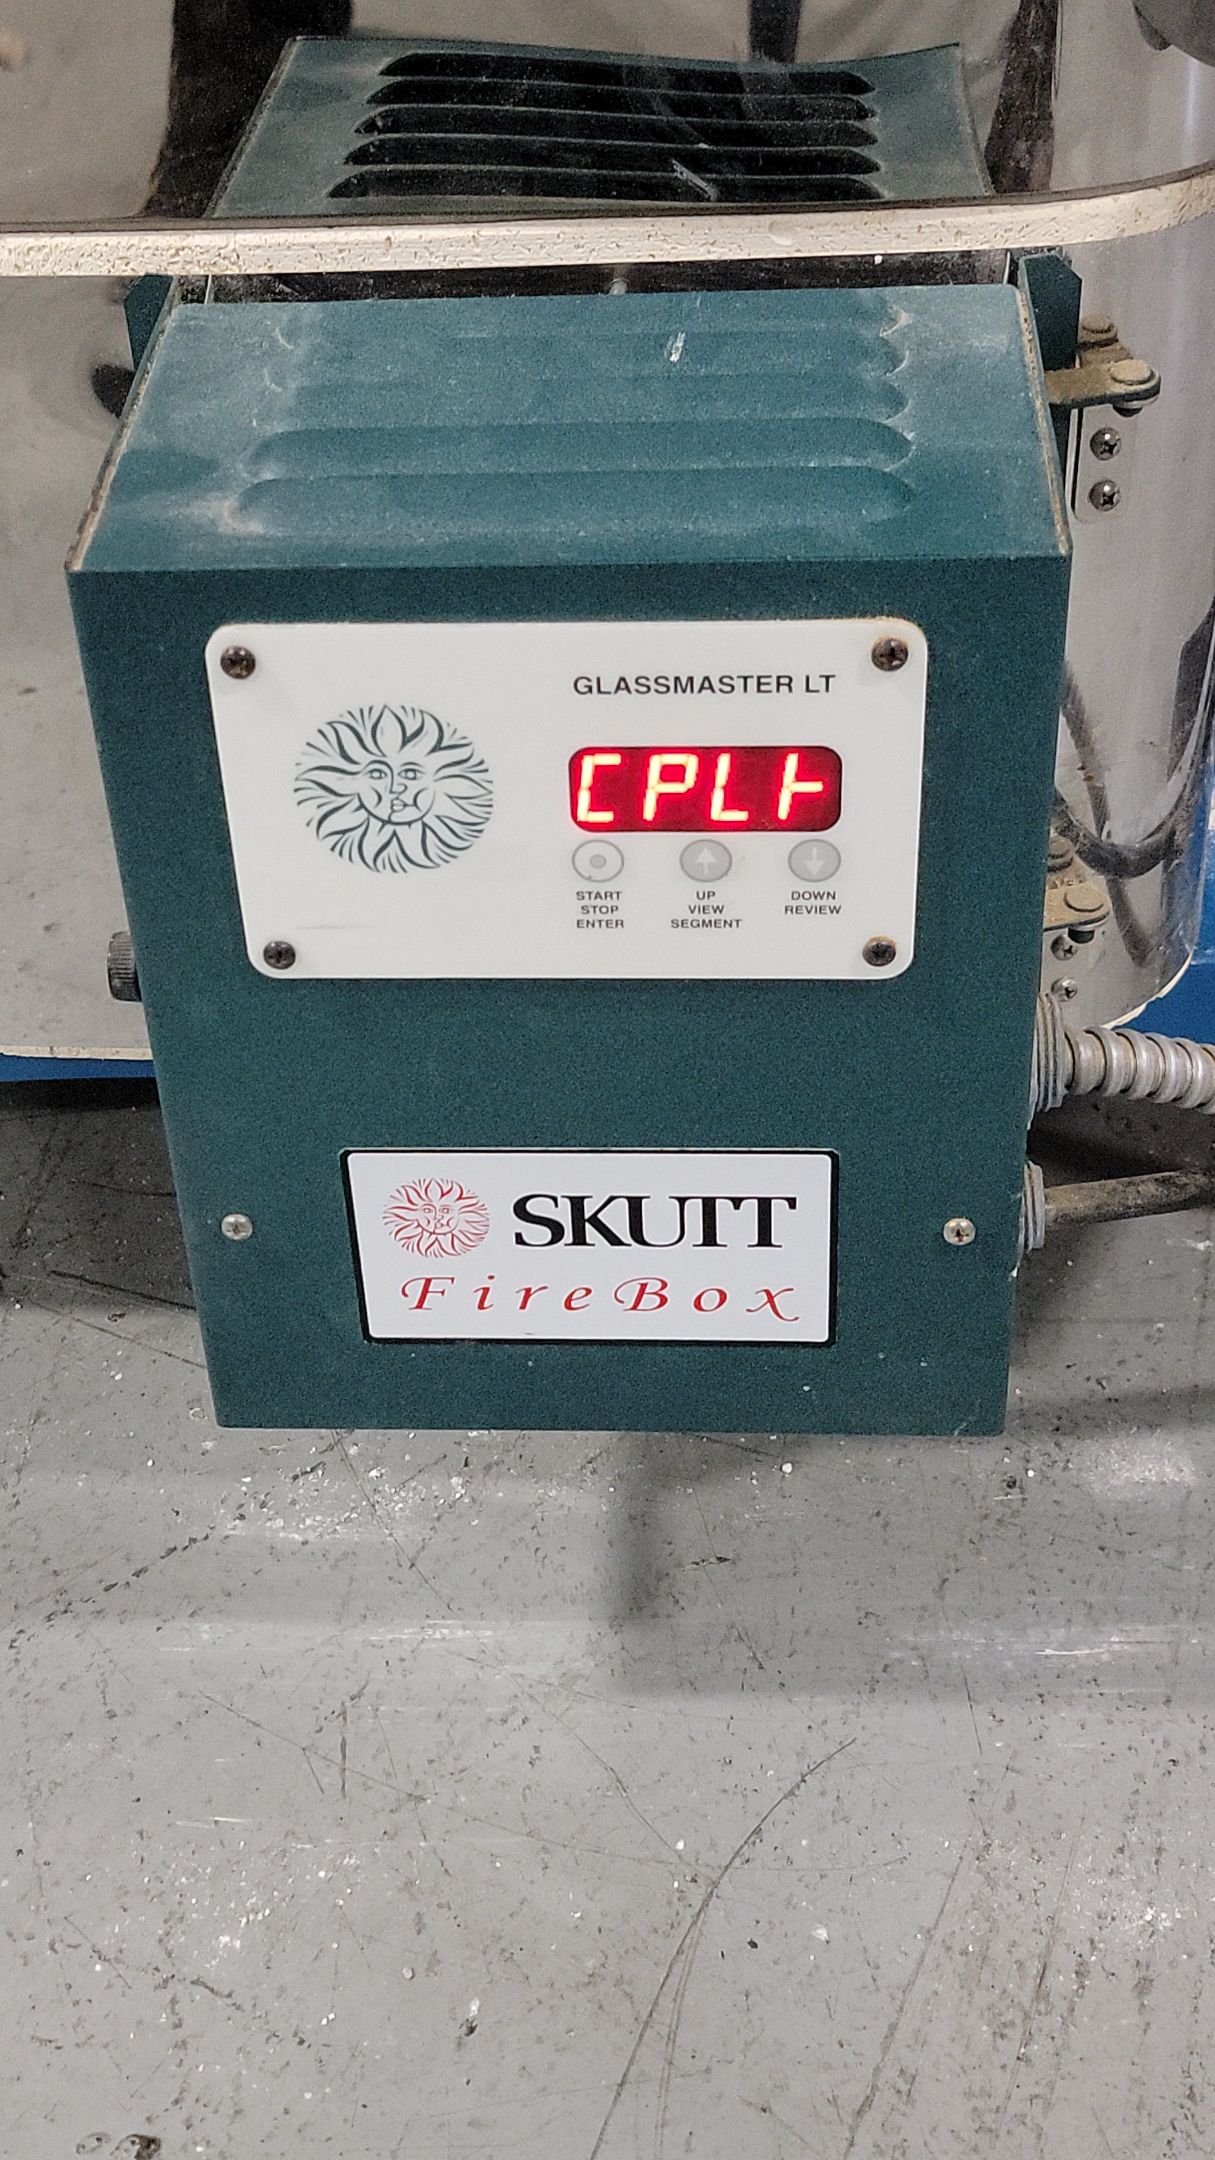 GLASSMASTER LT
CPLt
START
STOP
ENTER
UP
VIEW
SEGMENT
DOWN
REVIEW
SKUTT
FireBox